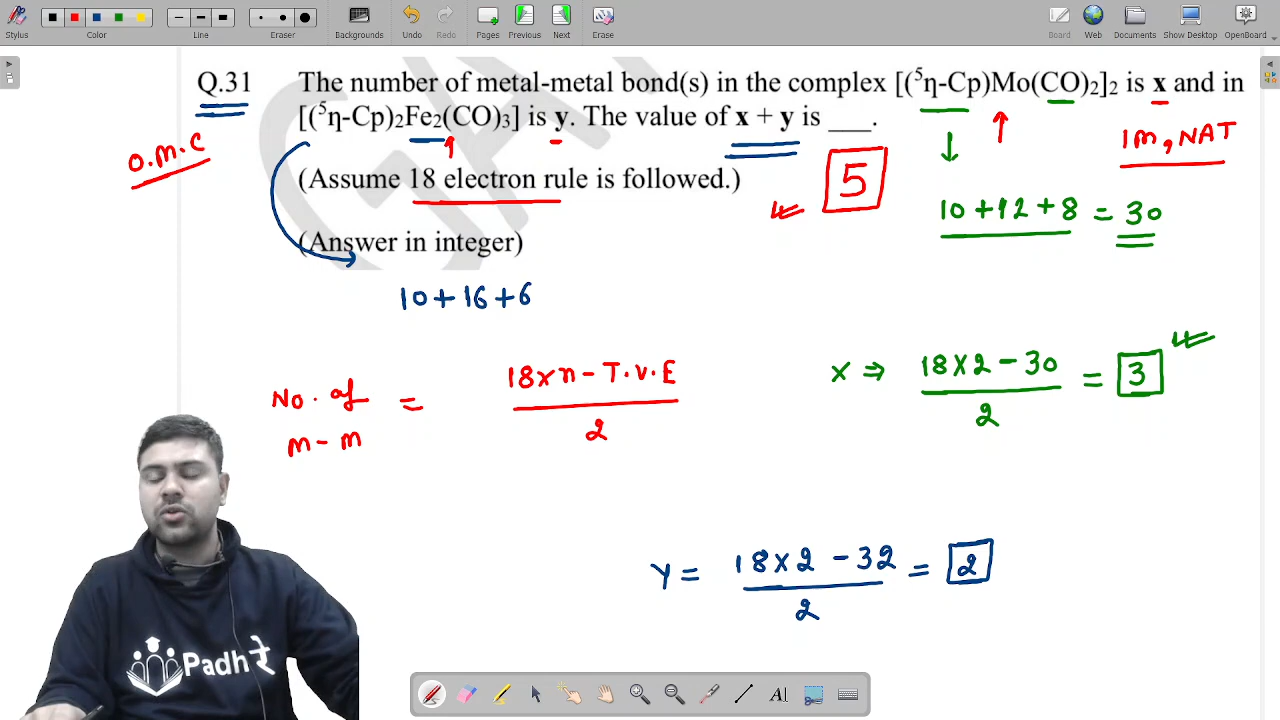 Stylus
Color
Line
Eraser
Backgrounds
Undo
Redo
Pages
Previous
Next
Erase
Board
Web
Documents
Show Desktop
OpenBoard
Q.31 The number of metal-metal bond(s) in the complex [(⁵η-Cp)Mo(CO)₂]₂ is x and in
[(⁵η-Cp)₂Fe₂(CO)₃] is y. The value of x + y is ___.
(Assume 18 electron rule is followed.)
(Answer in integer)
O.M.C
5
1M, NAT
10 + 12 + 8 = 30
10 + 16 + 6
No. of m - m = (18 x n - T.V.E) / 2
x ⇒ (18 x 2 - 30) / 2 = 3
Y = (18 x 2 - 32) / 2 = 2
Padhरे